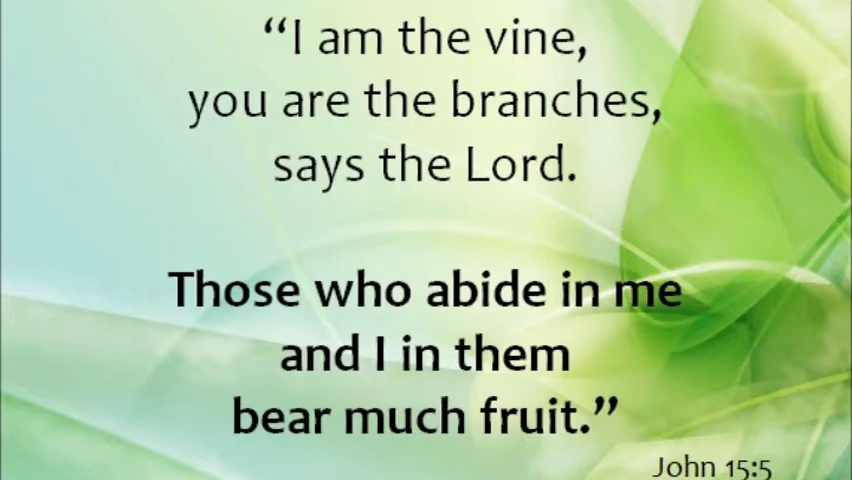 “I am the vine,
you are the branches,
says the Lord.
Those who abide in me
and I in them
bear much fruit.”
John 15:5